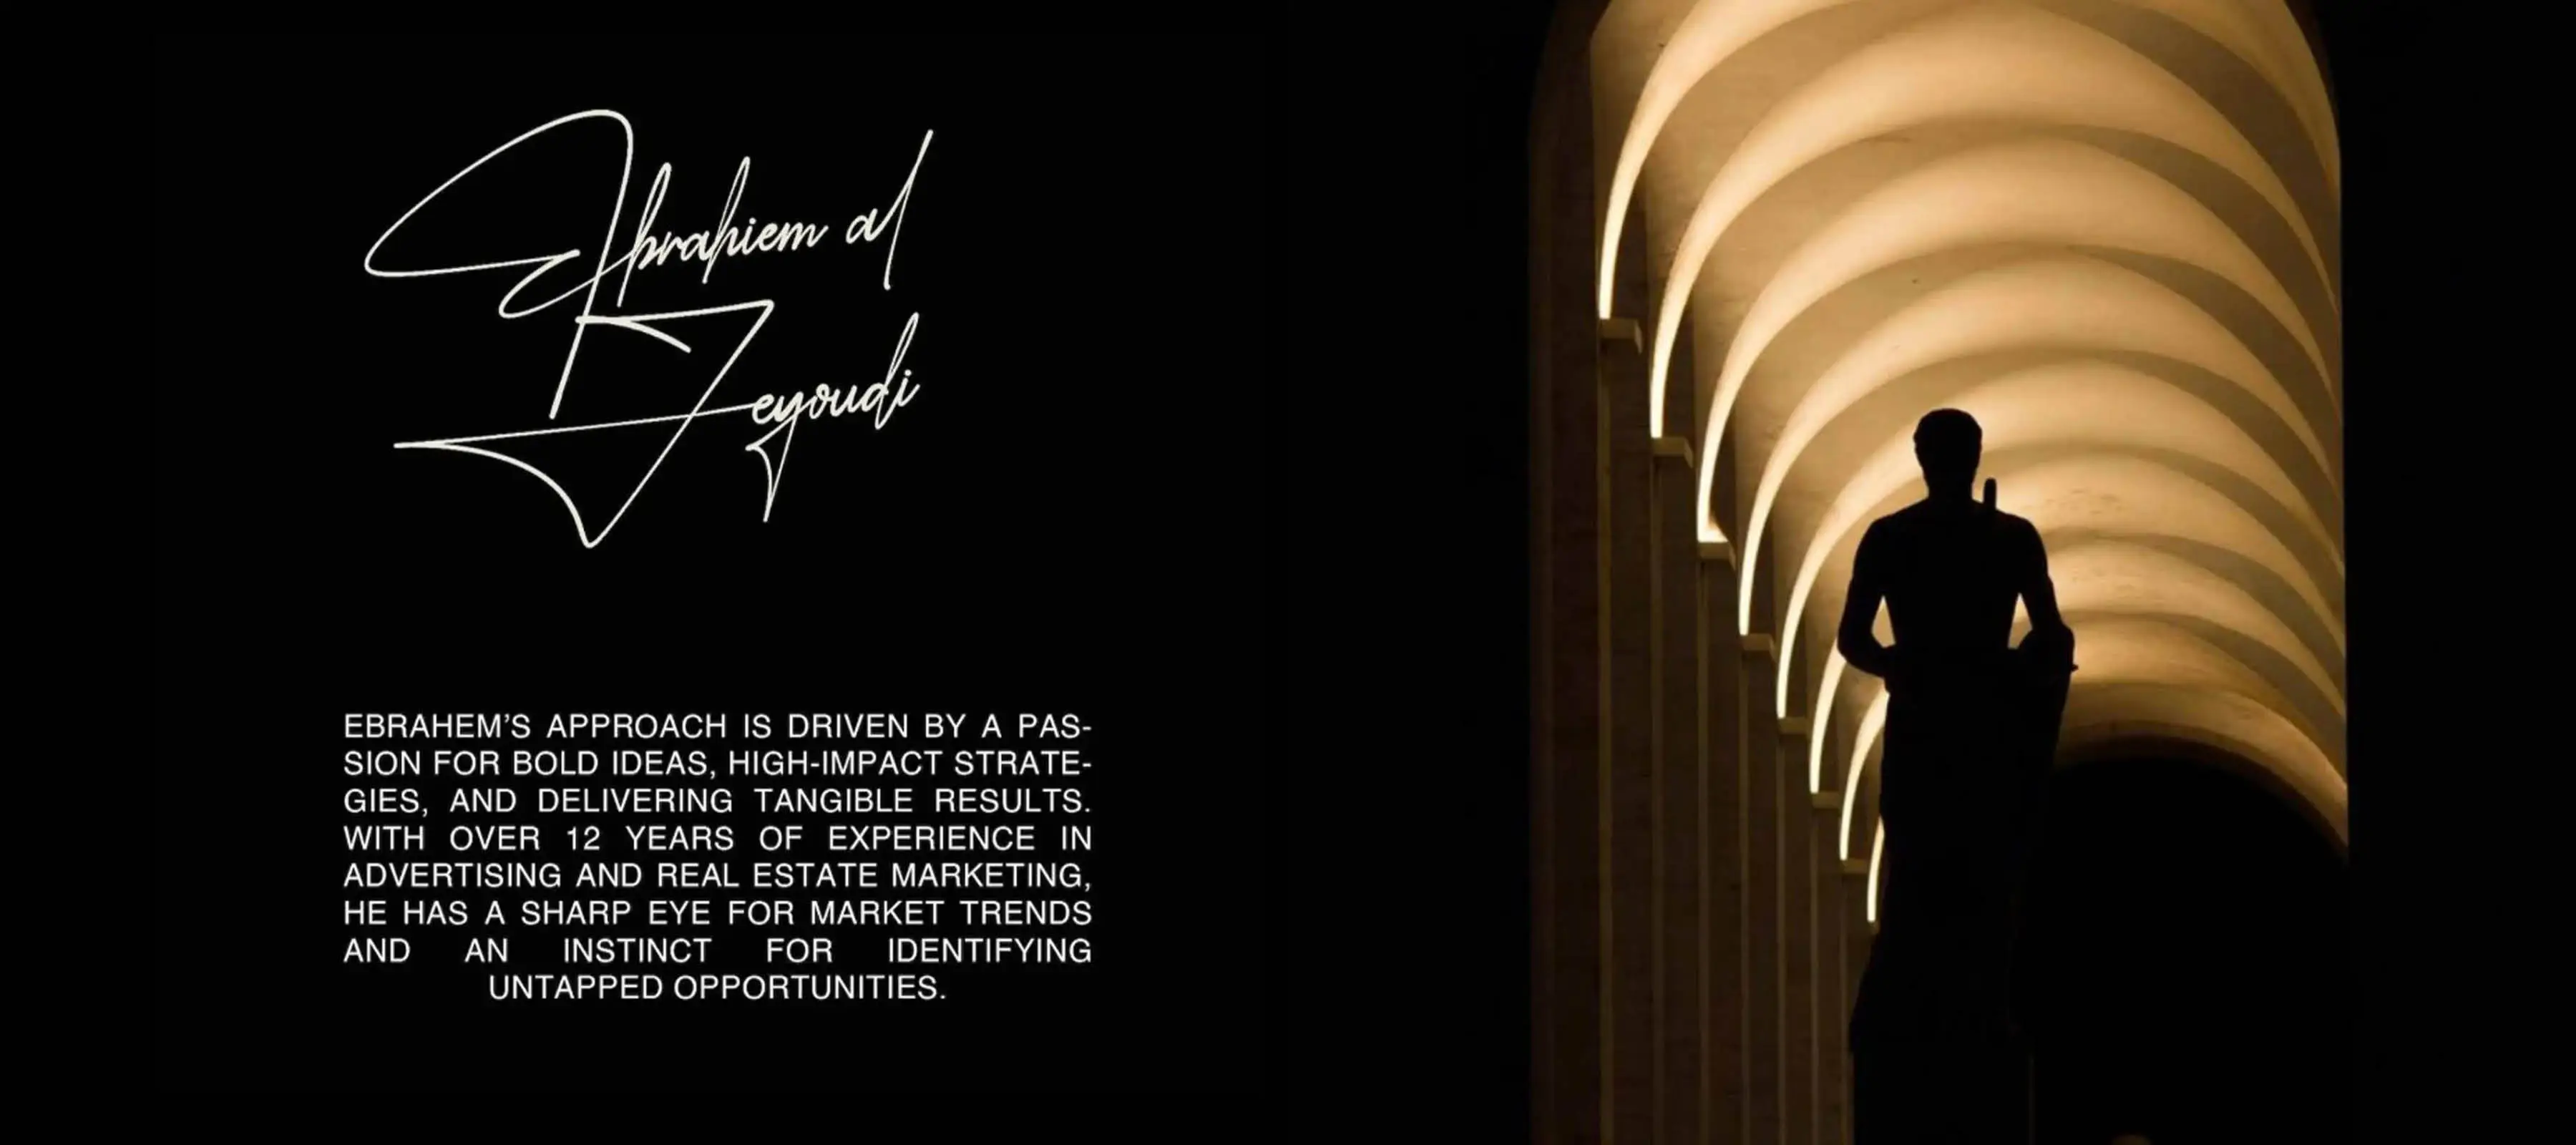 Ebrahiem al
Zeyoudi
EBRAHEM’S APPROACH IS DRIVEN BY A PAS-
SION FOR BOLD IDEAS, HIGH-IMPACT STRATE-
GIES, AND DELIVERING TANGIBLE RESULTS.
WITH OVER 12 YEARS OF EXPERIENCE IN
ADVERTISING AND REAL ESTATE MARKETING,
HE HAS A SHARP EYE FOR MARKET TRENDS
AND AN INSTINCT FOR IDENTIFYING
UNTAPPED OPPORTUNITIES.